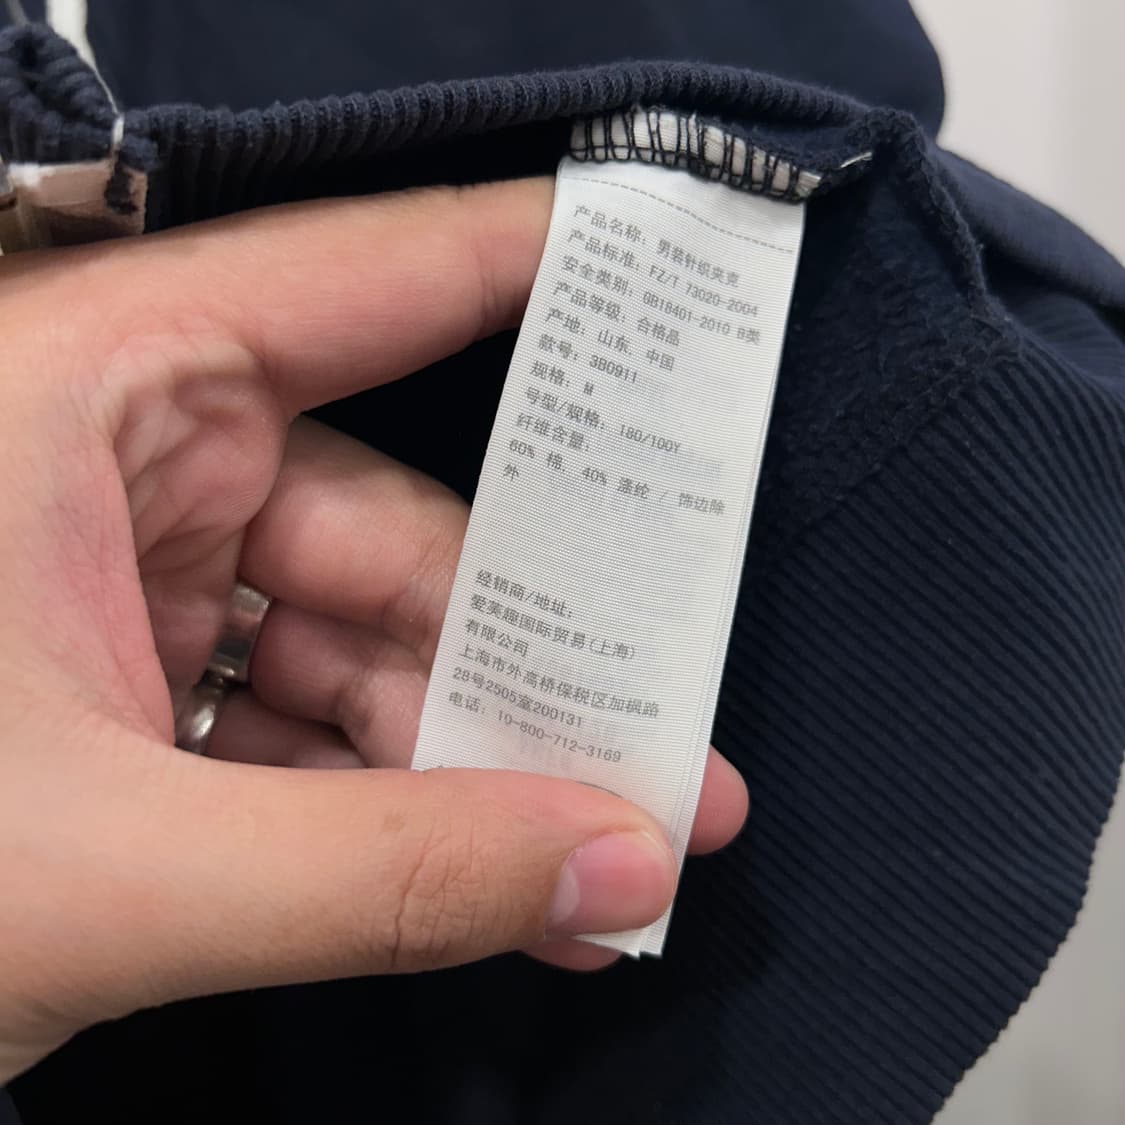 产品名称: 男装针织夹克
产品标准: FZ/T 73020-2004
安全类别: GB18401-2010 B类
产品等级: 合格品
产地: 山东, 中国
款号: 3B0911
规格: M
号型/规格: 180/100Y
纤维含量:
60% 棉, 40% 涤纶 / 饰边除
外
经销商/地址:
爱芙趣国际贸易(上海)
有限公司
上海市外高桥保税区加枫路
28号2505室200131
电话: 10-800-712-3169